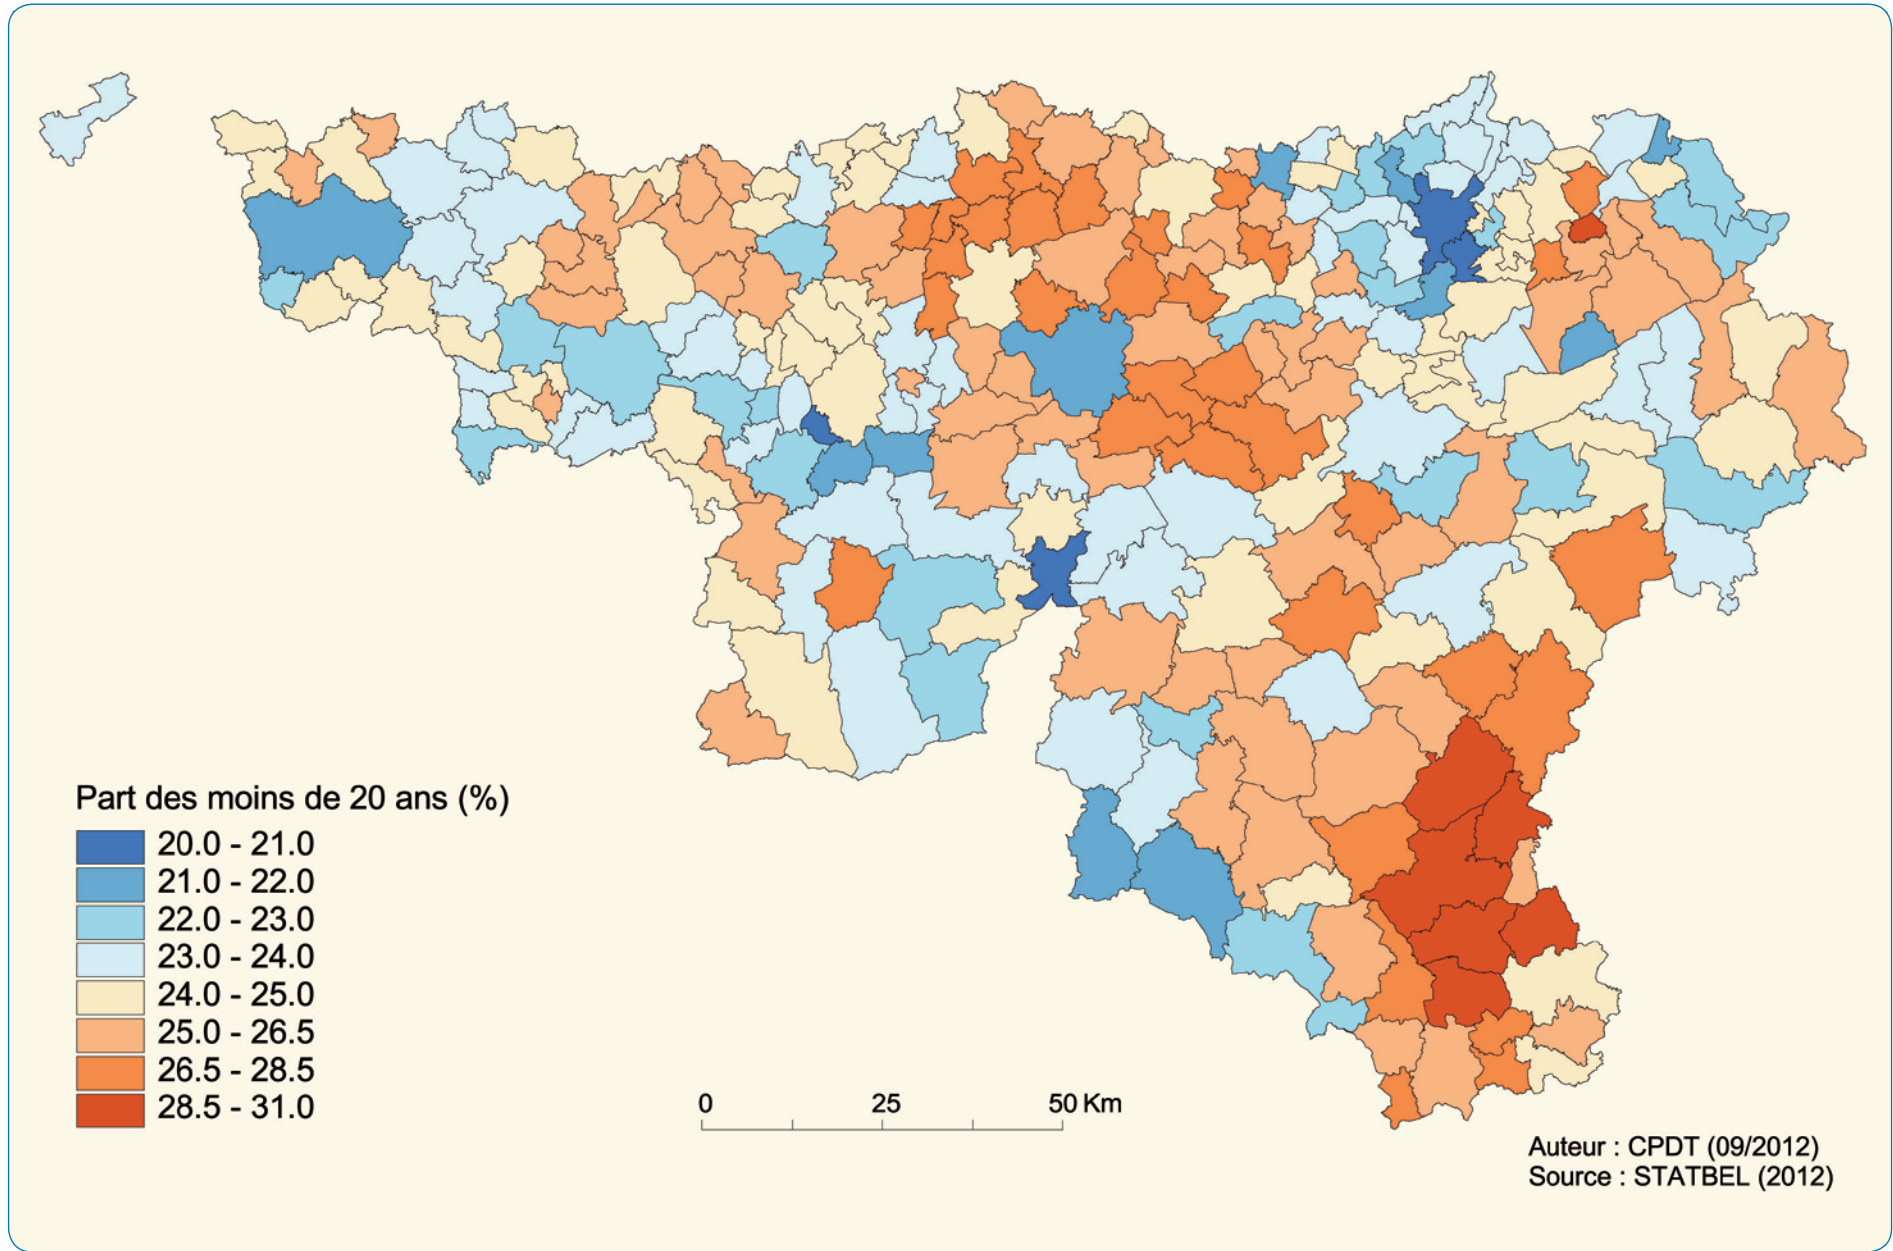 Part des moins de 20 ans (%)
20.0 - 21.0
21.0 - 22.0
22.0 - 23.0
23.0 - 24.0
24.0 - 25.0
25.0 - 26.5
26.5 - 28.5
28.5 - 31.0
0 25 50 Km
Auteur : CPDT (09/2012)
Source : STATBEL (2012)